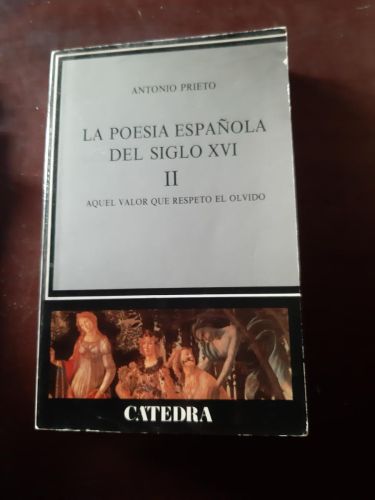 ANTONIO PRIETO
LA POESIA ESPAÑOLA
DEL SIGLO XVI
II
AQUEL VALOR QUE RESPETO EL OLVIDO
CATEDRA